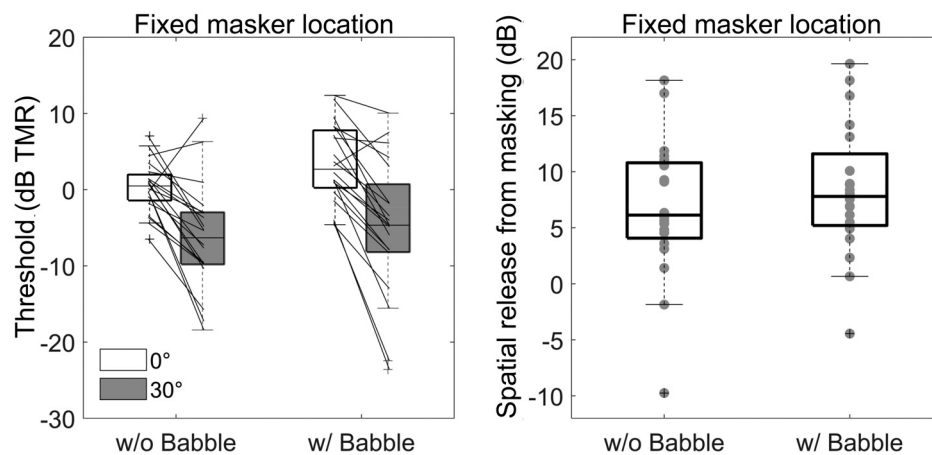 Fixed masker location
Threshold (dB TMR)
20
10
0
-10
-20
-30
0°
30°
w/o Babble
w/ Babble
Fixed masker location
Spatial release from masking (dB)
20
15
10
5
0
-5
-10
w/o Babble
w/ Babble